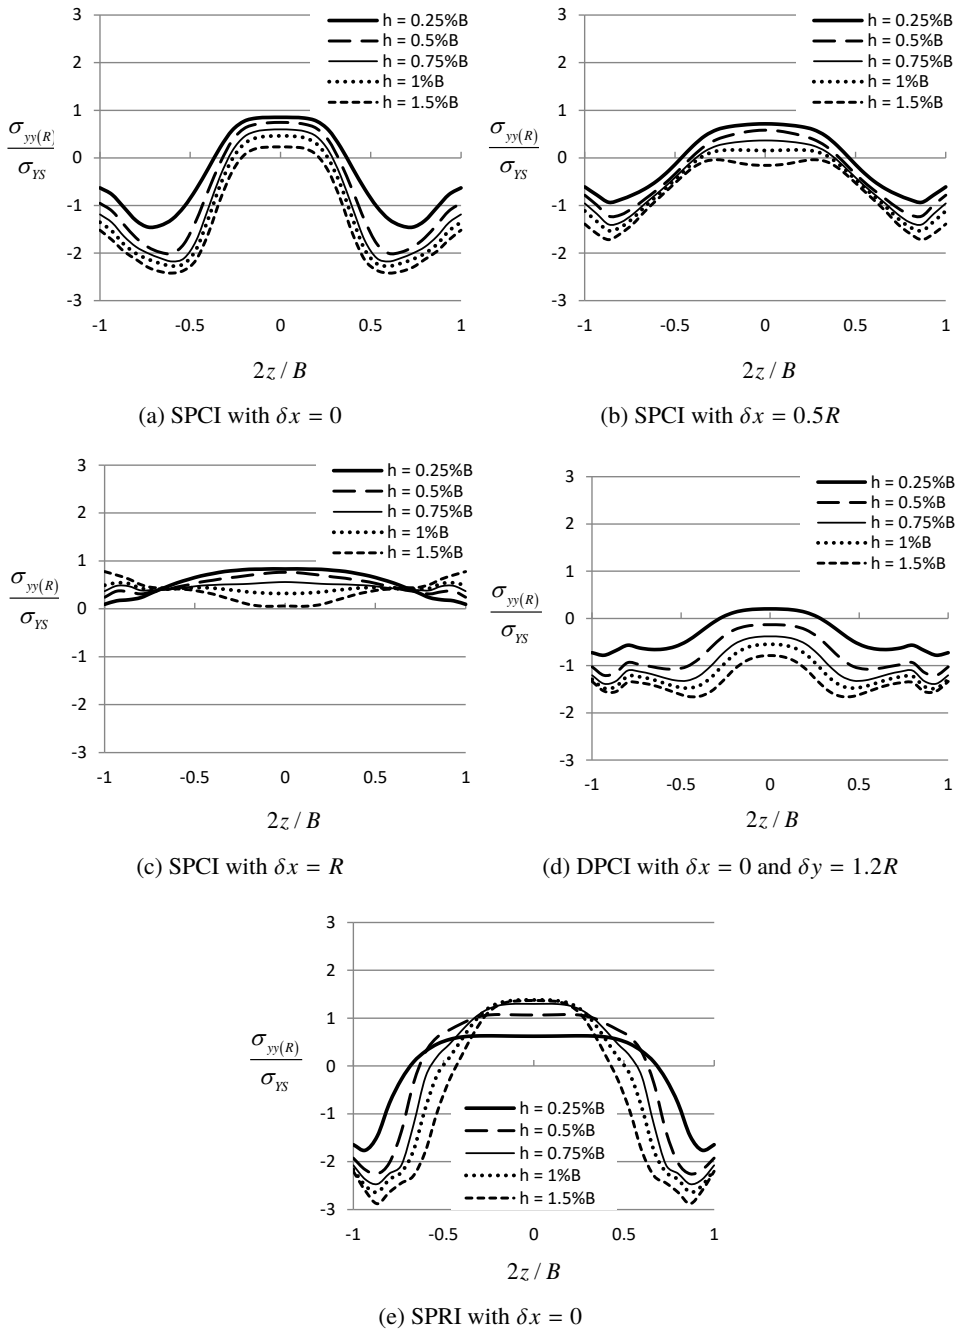 3
2
1
0
-1
-2
-3
σyy(R)
σYS
h = 0.25%B
h = 0.5%B
h = 0.75%B
h = 1%B
h = 1.5%B
-1 -0.5 0 0.5 1
2z / B
(a) SPCI with δx = 0
3
2
1
0
-1
-2
-3
σyy(R)
σYS
h = 0.25%B
h = 0.5%B
h = 0.75%B
h = 1%B
h = 1.5%B
-1 -0.5 0 0.5 1
2z / B
(b) SPCI with δx = 0.5R
3
2
1
0
-1
-2
-3
σyy(R)
σYS
h = 0.25%B
h = 0.5%B
h = 0.75%B
h = 1%B
h = 1.5%B
-1 -0.5 0 0.5 1
2z / B
(c) SPCI with δx = R
3
2
1
0
-1
-2
-3
σyy(R)
σYS
h = 0.25%B
h = 0.5%B
h = 0.75%B
h = 1%B
h = 1.5%B
-1 -0.5 0 0.5 1
2z / B
(d) DPCI with δx = 0 and δy = 1.2R
3
2
1
0
-1
-2
-3
σyy(R)
σYS
h = 0.25%B
h = 0.5%B
h = 0.75%B
h = 1%B
h = 1.5%B
-1 -0.5 0 0.5 1
2z / B
(e) SPRI with δx = 0